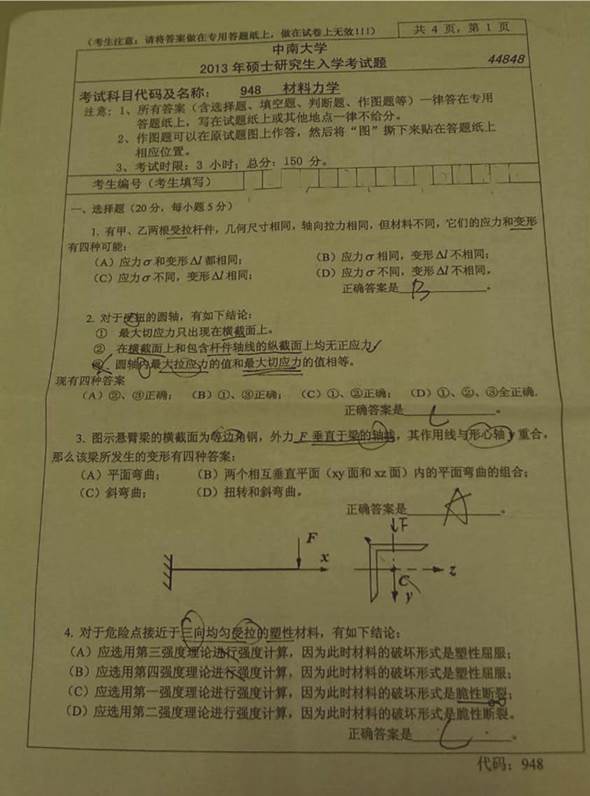 （考生注意：请将答案做在专用答题纸上，做在试卷上无效!!!）
共 4 页，第 1 页
中南大学
2013 年硕士研究生入学考试题
44848
考试科目代码及名称： 948 材料力学
注意：1、所有答案（含选择题、填空题、判断题、作图题等）一律答在专用
答题纸上，写在试题纸上或其他地点一律不给分。
2、作图题可以在原试题图上作答，然后将“图”撕下来贴在答题纸上
相应位置。
3、考试时限：3 小时；总分：150 分。
考生编号（考生填写）
一、选择题（20分，每小题 5 分）
1. 有甲、乙两根受拉杆件，几何尺寸相同，轴向拉力相同，但材料不同，它们的应力和变形
有四种可能：
（A）应力σ和变形Δl都相同；
（B）应力σ相同，变形Δl不相同；
（C）应力σ不同，变形Δl相同；
（D）应力σ不同，变形Δl不相同。
正确答案是 B 。
2. 对于受扭的圆轴，有如下结论：
① 最大切应力只出现在横截面上。
② 在横截面上和包含杆件轴线的纵截面上均无正应力
圆轴内最大拉应力的值和最大切应力的值相等。
现有四种答案
（A）②、③正确；（B）①、③正确；（C）①、②正确；（D）①、②、③全正确.
正确答案是 C 。
3. 图示悬臂梁的横截面为等边角钢，外力 F 垂直于梁的轴线，其作用线与形心轴 y 重合。
那么该梁所发生的变形有四种答案：
（A）平面弯曲；
（B）两个相互垂直平面（xy 面和 xz 面）内的平面弯曲的组合；
（C）斜弯曲；
（D）扭转和斜弯曲。
正确答案是 A 。
F
F
x
C
z
y
4. 对于危险点接近于三向均匀受拉的塑性材料，有如下结论：
（A）应选用第三强度理论进行强度计算，因为此时材料的破坏形式是塑性屈服；
（B）应选用第四强度理论进行强度计算，因为此时材料的破坏形式是塑性屈服；
（C）应选用第一强度理论进行强度计算，因为此时材料的破坏形式是脆性断裂；
（D）应选用第二强度理论进行强度计算，因为此时材料的破坏形式是脆性断裂。
正确答案是 C 。
代码：948